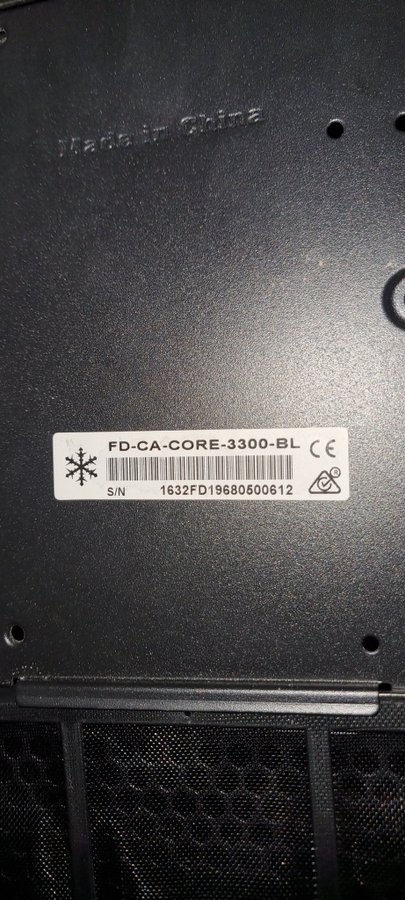 Made in China
FD-CA-CORE-3300-BL
S/N 1632FD19680500612